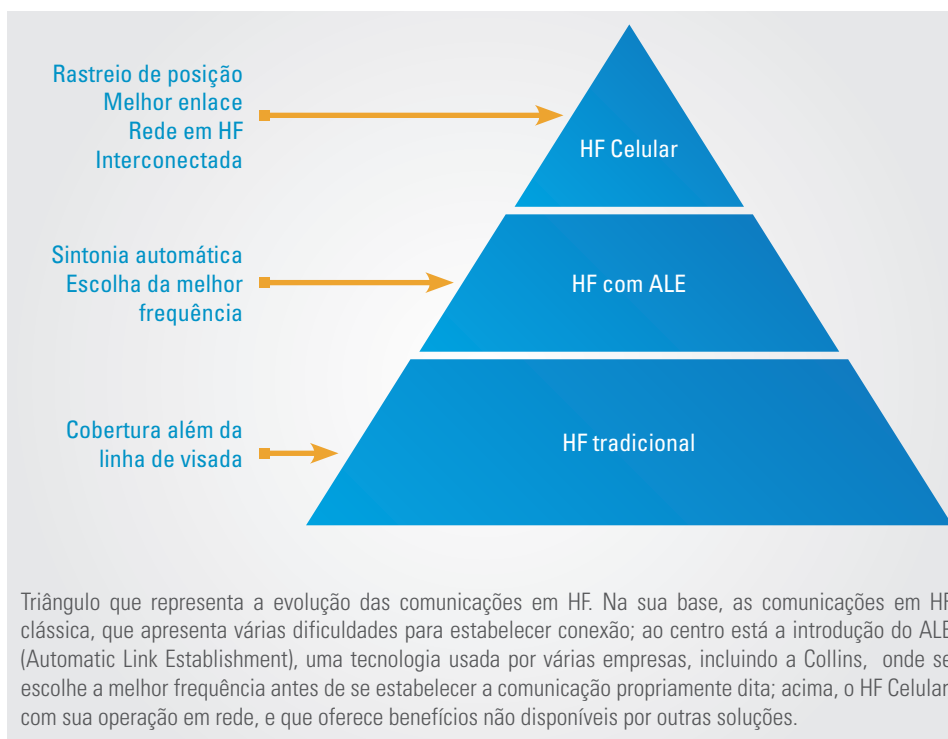 Rastreio de posição
Melhor enlace
Rede em HF
Interconectada
HF Celular
Sintonia automática
Escolha da melhor
frequência
HF com ALE
Cobertura além da
linha de visada
HF tradicional
Triângulo que representa a evolução das comunicações em HF. Na sua base, as comunicações em HF
clássica, que apresenta várias dificuldades para estabelecer conexão; ao centro está a introdução do ALE
(Automatic Link Establishment), uma tecnologia usada por várias empresas, incluindo a Collins, onde se
escolhe a melhor frequência antes de se estabelecer a comunicação propriamente dita; acima, o HF Celular
com sua operação em rede, e que oferece benefícios não disponíveis por outras soluções.